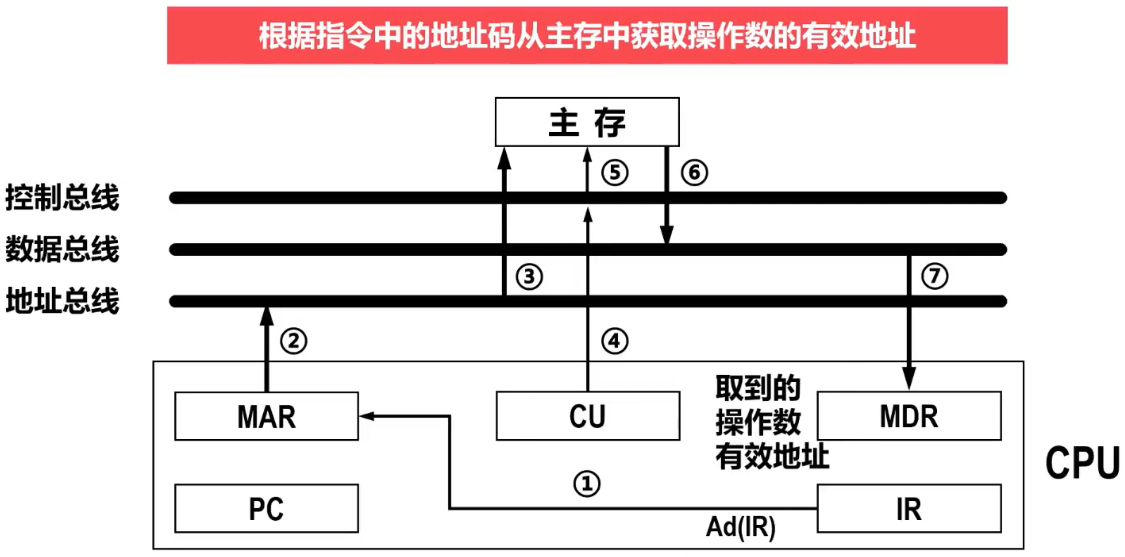 根据指令中的地址码从主存中获取操作数的有效地址
主 存
⑤
⑥
控制总线
数据总线
③
⑦
地址总线
②
④
取到的
操作数
有效地址
MAR
CU
MDR
CPU
①
PC
Ad(IR)
IR